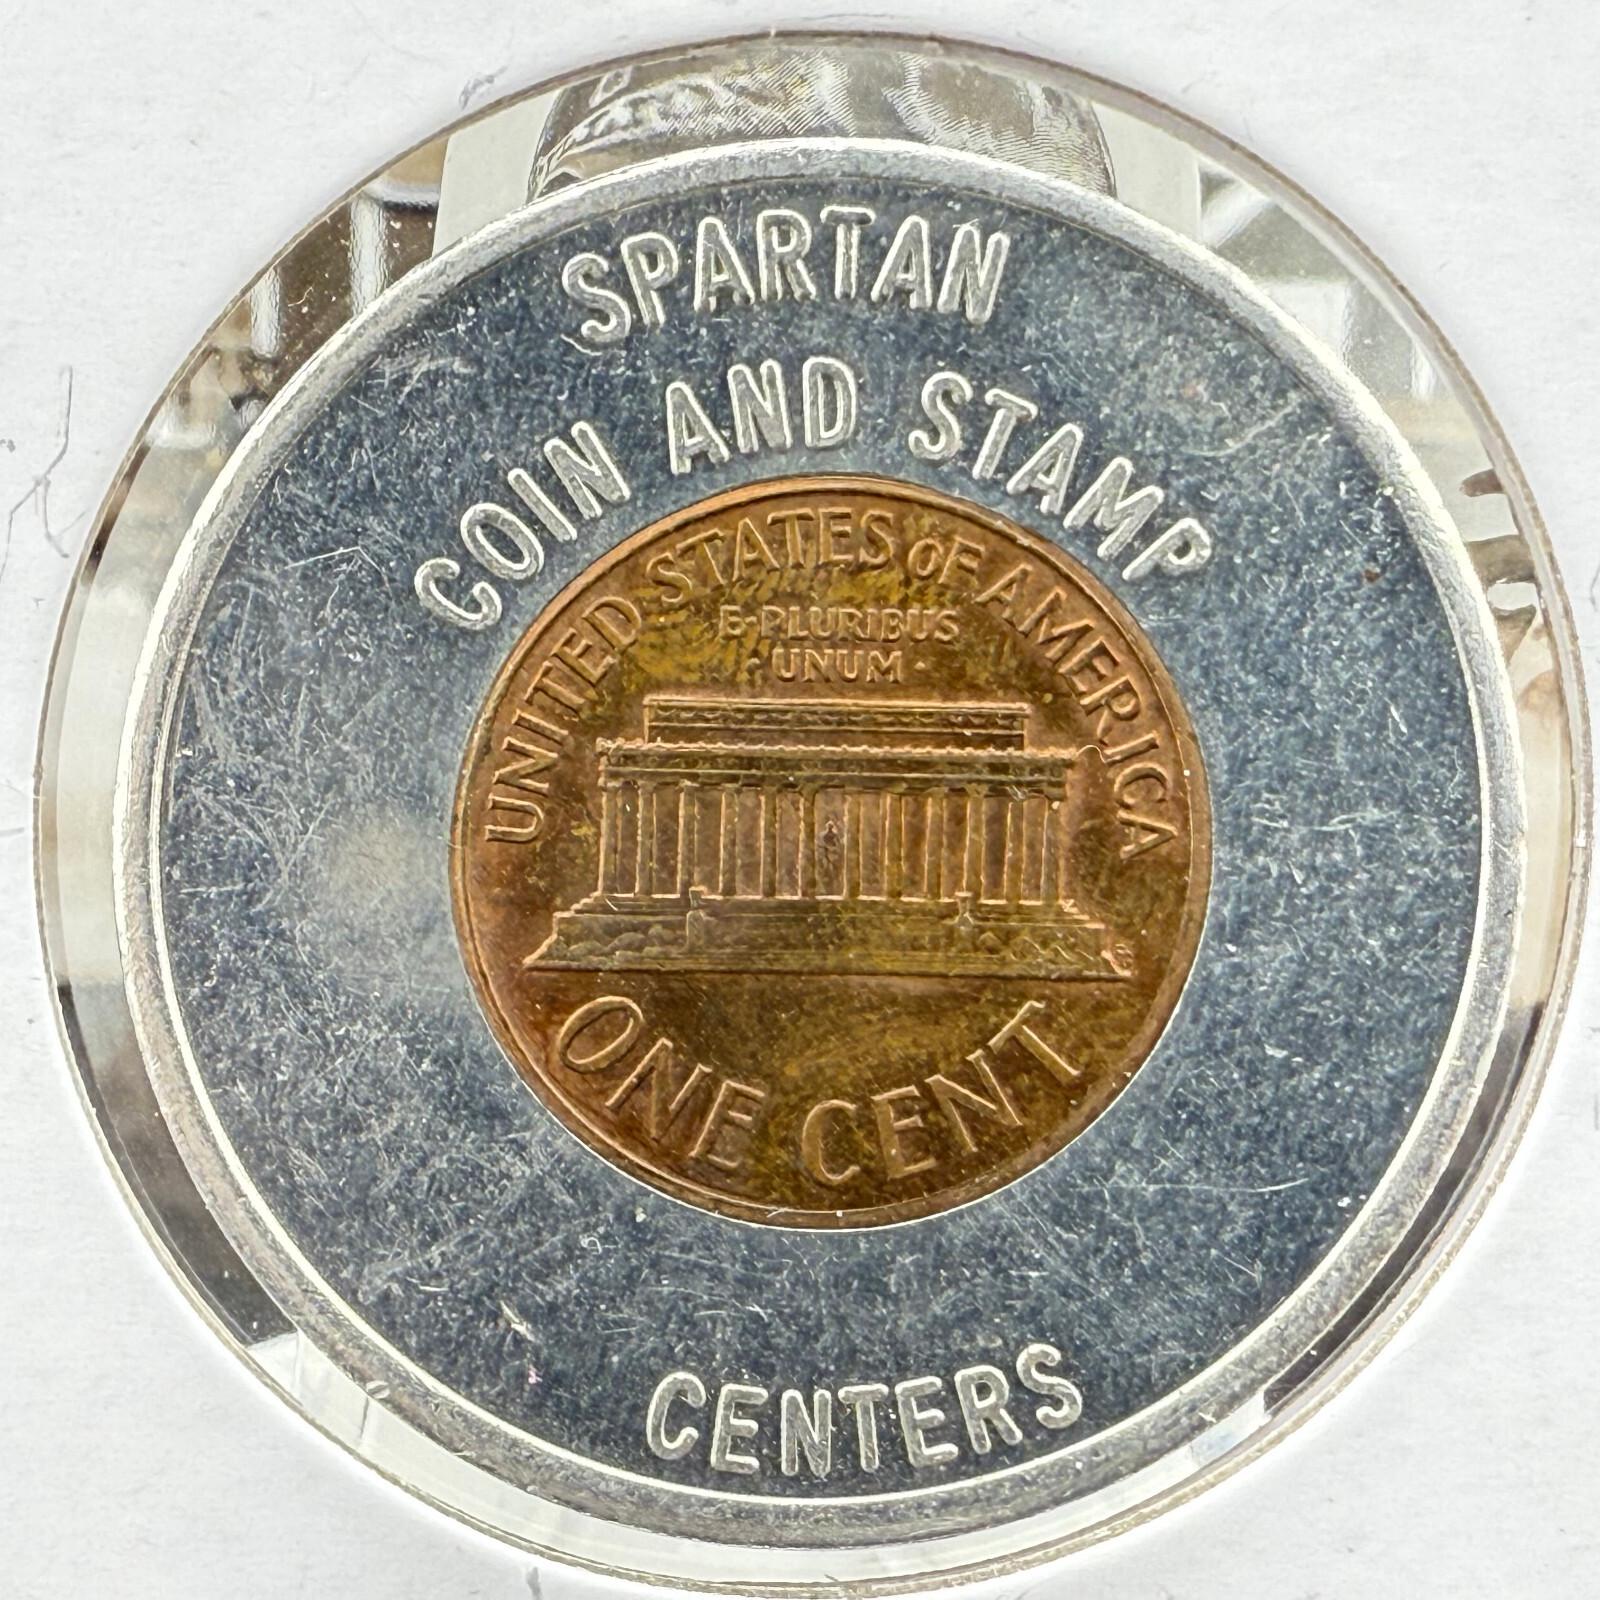 SPARTAN
COIN AND STAMP
UNITED STATES OF AMERICA
E·PLURIBUS
·UNUM·
ONE CENT
CENTERS